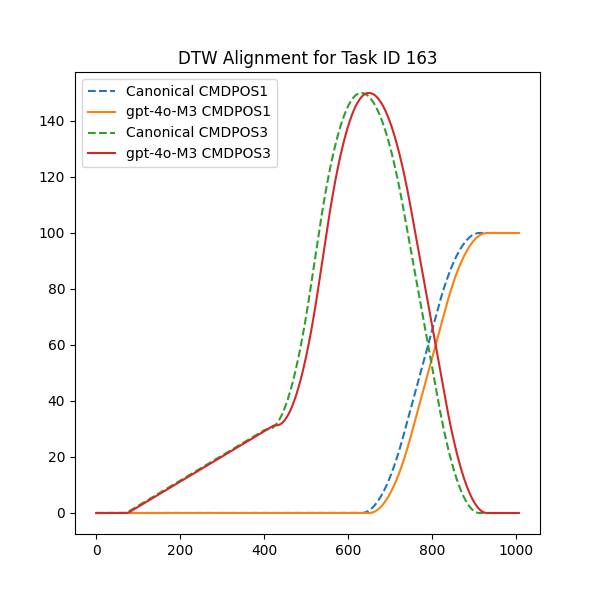 DTW Alignment for Task ID 163
Canonical CMDPOS1
gpt-4o-M3 CMDPOS1
Canonical CMDPOS3
gpt-4o-M3 CMDPOS3
140
120
100
80
60
40
20
0
0 200 400 600 800 1000